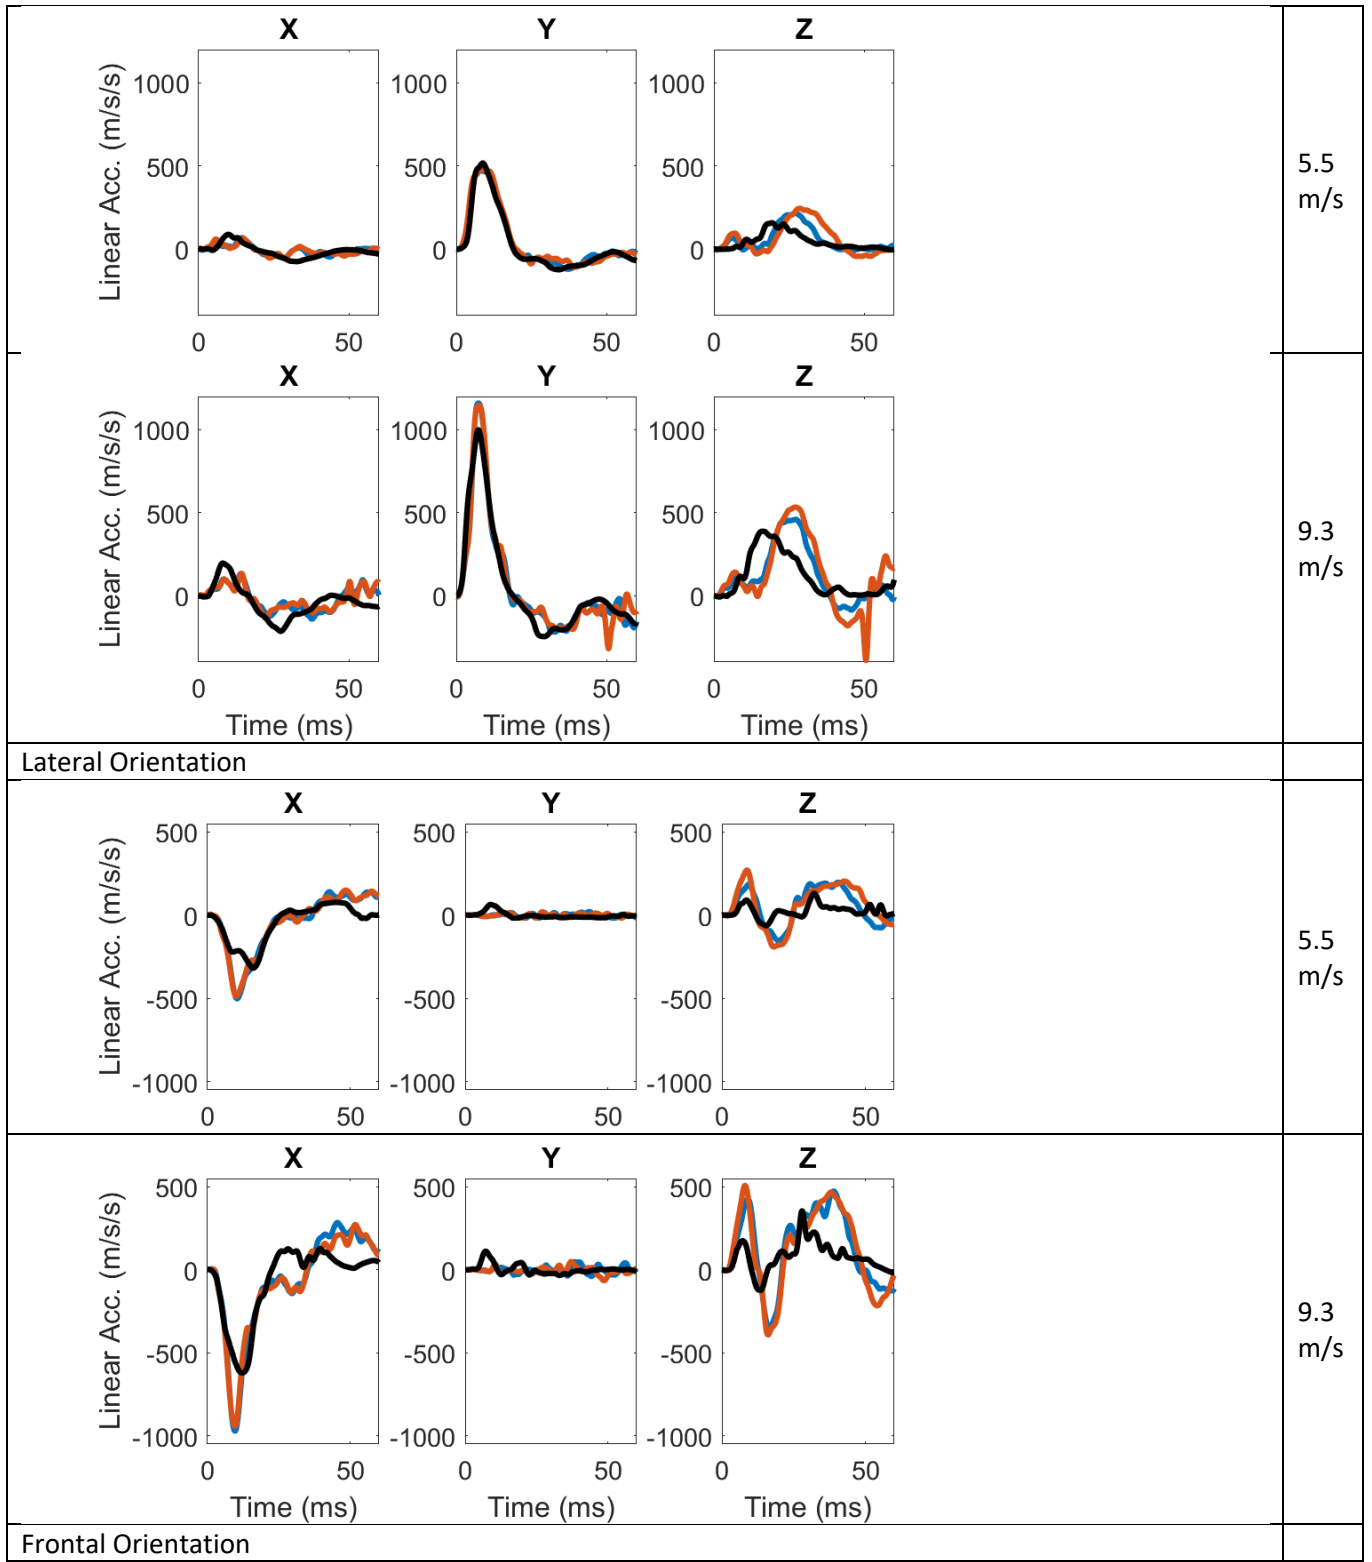 X Y Z
1000 1000 1000
500 500 500
0 0 0
Linear Acc. (m/s/s)
0 50 0 50 0 50
5.5
m/s
X Y Z
1000 1000 1000
500 500 500
0 0 0
Linear Acc. (m/s/s)
0 50 0 50 0 50
Time (ms) Time (ms) Time (ms)
9.3
m/s
Lateral Orientation
X Y Z
500 500 500
0 0 0
-500 -500 -500
-1000 -1000 -1000
Linear Acc. (m/s/s)
0 50 0 50 0 50
5.5
m/s
X Y Z
500 500 500
0 0 0
-500 -500 -500
-1000 -1000 -1000
Linear Acc. (m/s/s)
0 50 0 50 0 50
Time (ms) Time (ms) Time (ms)
9.3
m/s
Frontal Orientation